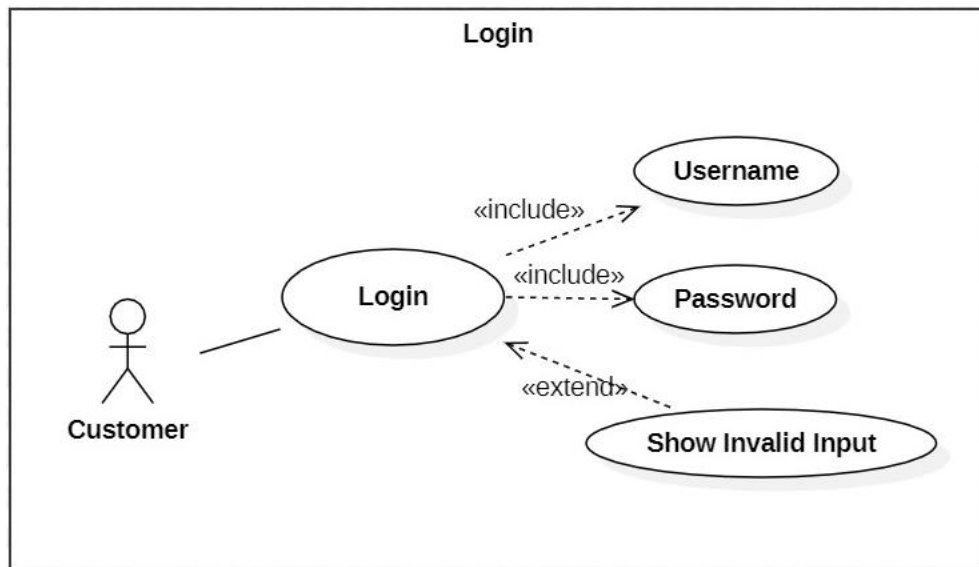 Login
Username
«include»
«include»
Login
Password
«extend»
Customer
Show Invalid Input